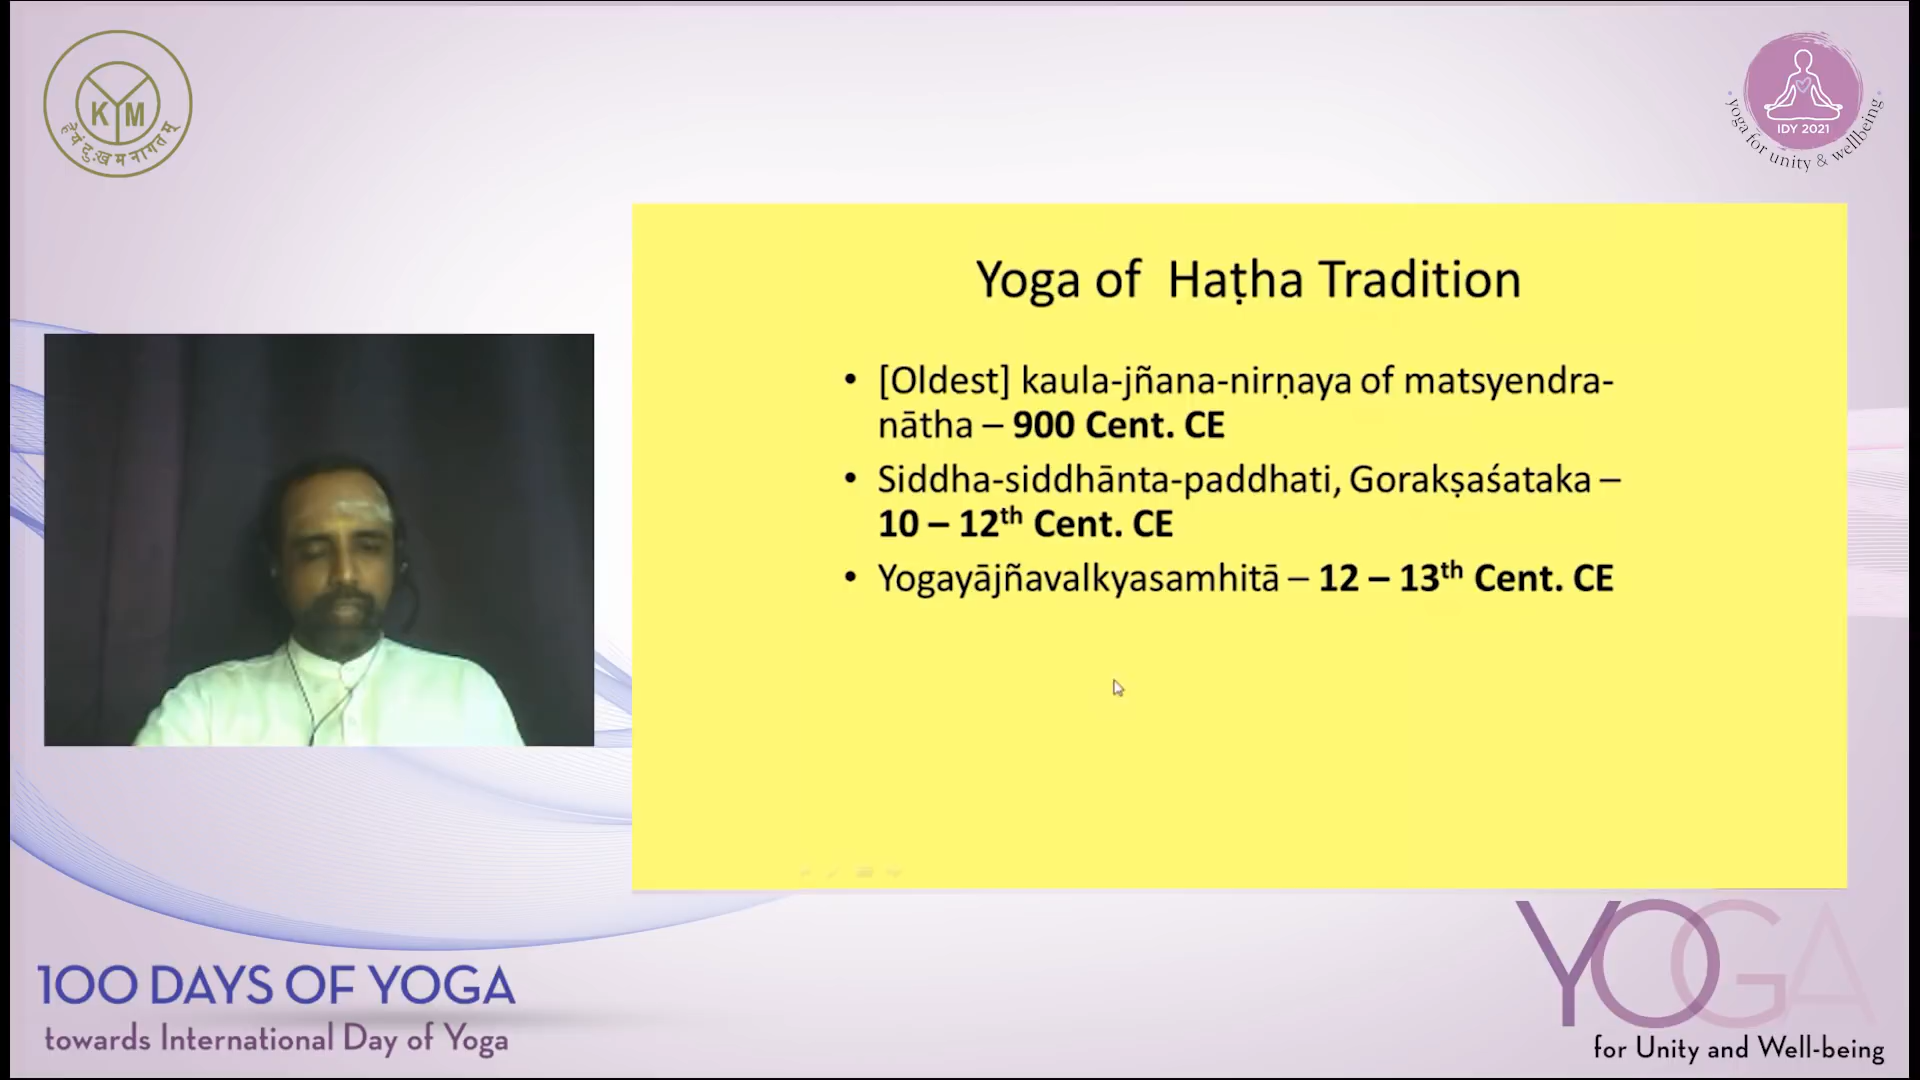 K Y M
हेयं दुःखमनागतम्
IDY 2021
yoga for unity & wellbeing
Yoga of Haṭha Tradition
• [Oldest] kaula-jñana-nirṇaya of matsyendra-
nātha – 900 Cent. CE
• Siddha-siddhānta-paddhati, Gorakṣaśataka –
10 – 12th Cent. CE
• Yogayājñavalkyasamhitā – 12 – 13th Cent. CE
100 DAYS OF YOGA
towards International Day of Yoga
YOGA
for Unity and Well-being